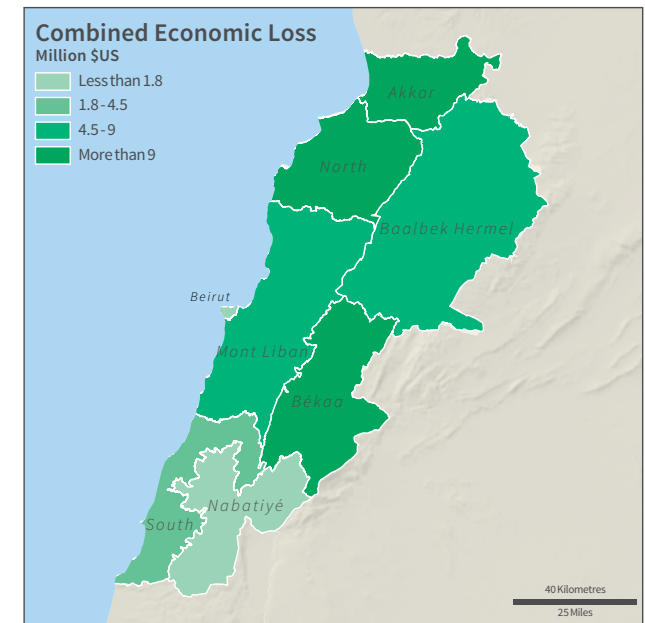 Combined Economic Loss
Million $US
Less than 1.8
1.8 - 4.5
4.5 - 9
More than 9
Akkar
North
Baalbek Hermel
Beirut
Mont Liban
Békaa
Nabatiyé
South
40 Kilometres
25 Miles